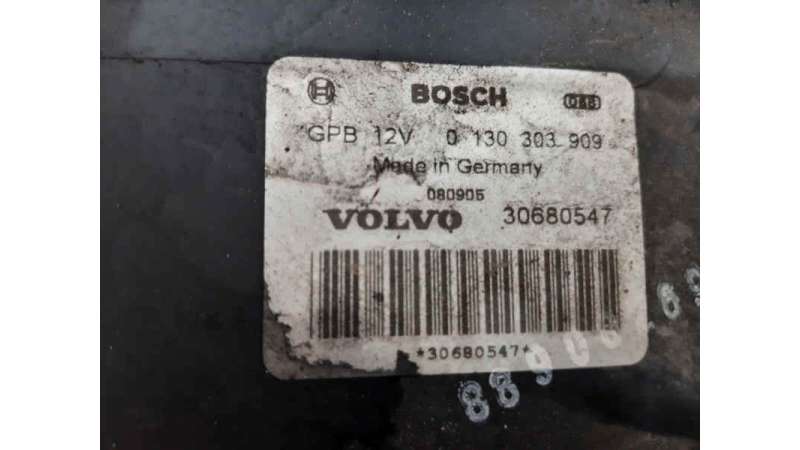 BOSCH
GPB 12V 0 130 303 909
Made in Germany
080905
VOLVO 30680547
*30680547*